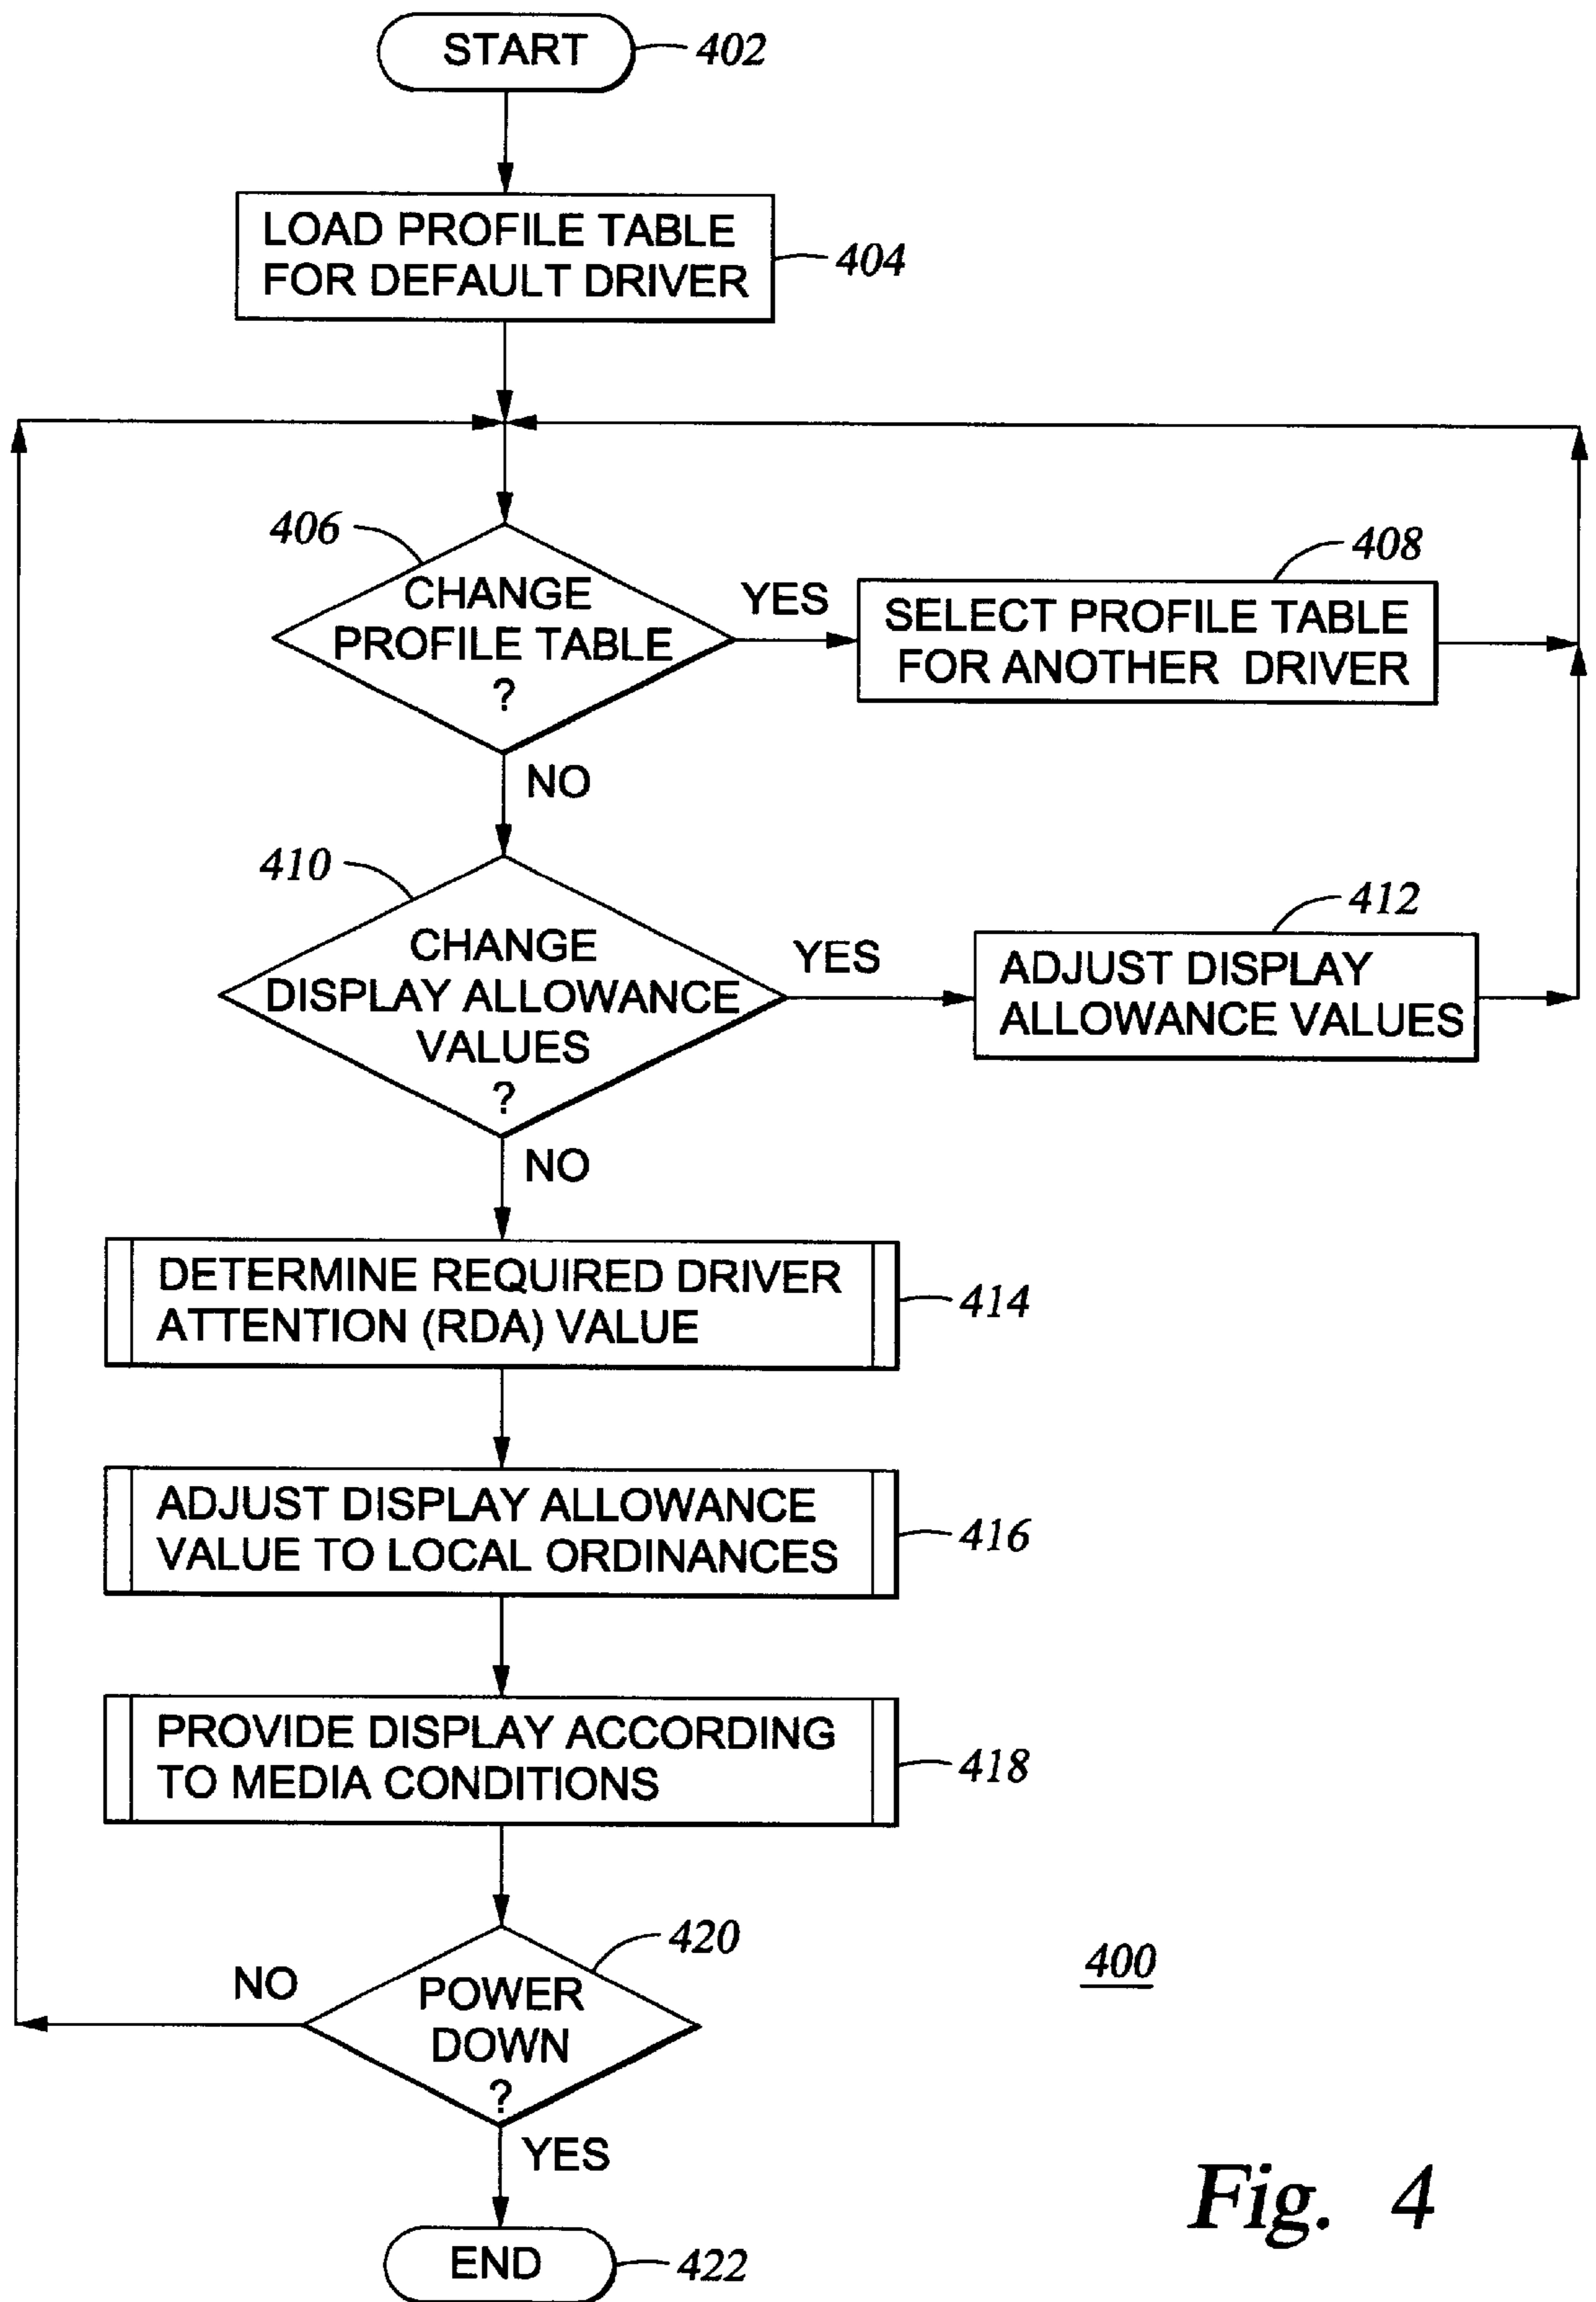 START
402
LOAD PROFILE TABLE
FOR DEFAULT DRIVER
404
406
CHANGE
PROFILE TABLE
?
YES
408
SELECT PROFILE TABLE
FOR ANOTHER DRIVER
NO
410
CHANGE
DISPLAY ALLOWANCE
VALUES
?
YES
412
ADJUST DISPLAY
ALLOWANCE VALUES
NO
DETERMINE REQUIRED DRIVER
ATTENTION (RDA) VALUE
414
ADJUST DISPLAY ALLOWANCE
VALUE TO LOCAL ORDINANCES
416
PROVIDE DISPLAY ACCORDING
TO MEDIA CONDITIONS
418
420
POWER
DOWN
?
NO
YES
400
END
422
Fig. 4